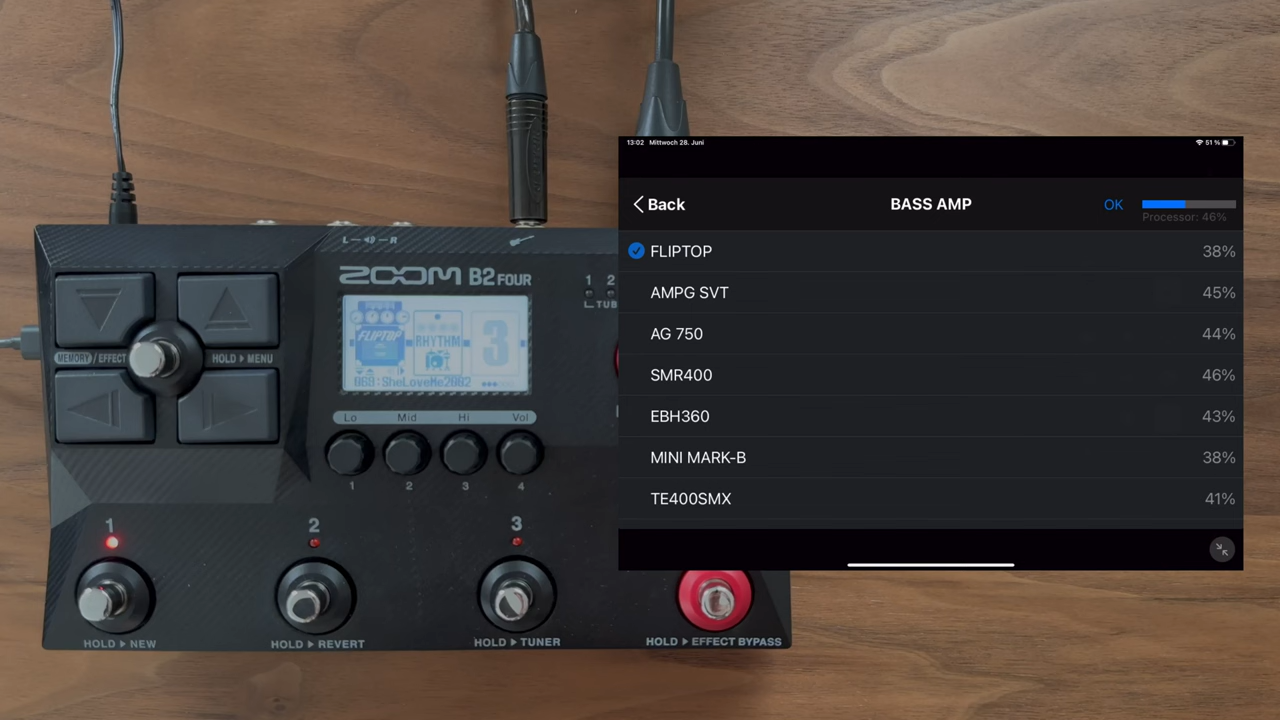 13:02 Mittwoch 28. Juni
51 %
Back
BASS AMP
OK
Processor: 46%
FLIPTOP 38%
AMPG SVT 45%
AG 750 44%
SMR400 46%
EBH360 43%
MINI MARK-B 38%
TE400SMX 41%
L R
ZOOM B2 FOUR
1 2
TUB
MEMORY / EFFECT
HOLD MENU
FLIPTOP
RHYTHM
3
068:SheLoveMe2002
Lo Mid Hi Vol
1 2 3 4
1 2 3
HOLD NEW
HOLD REVERT
HOLD TUNER
HOLD EFFECT BYPASS